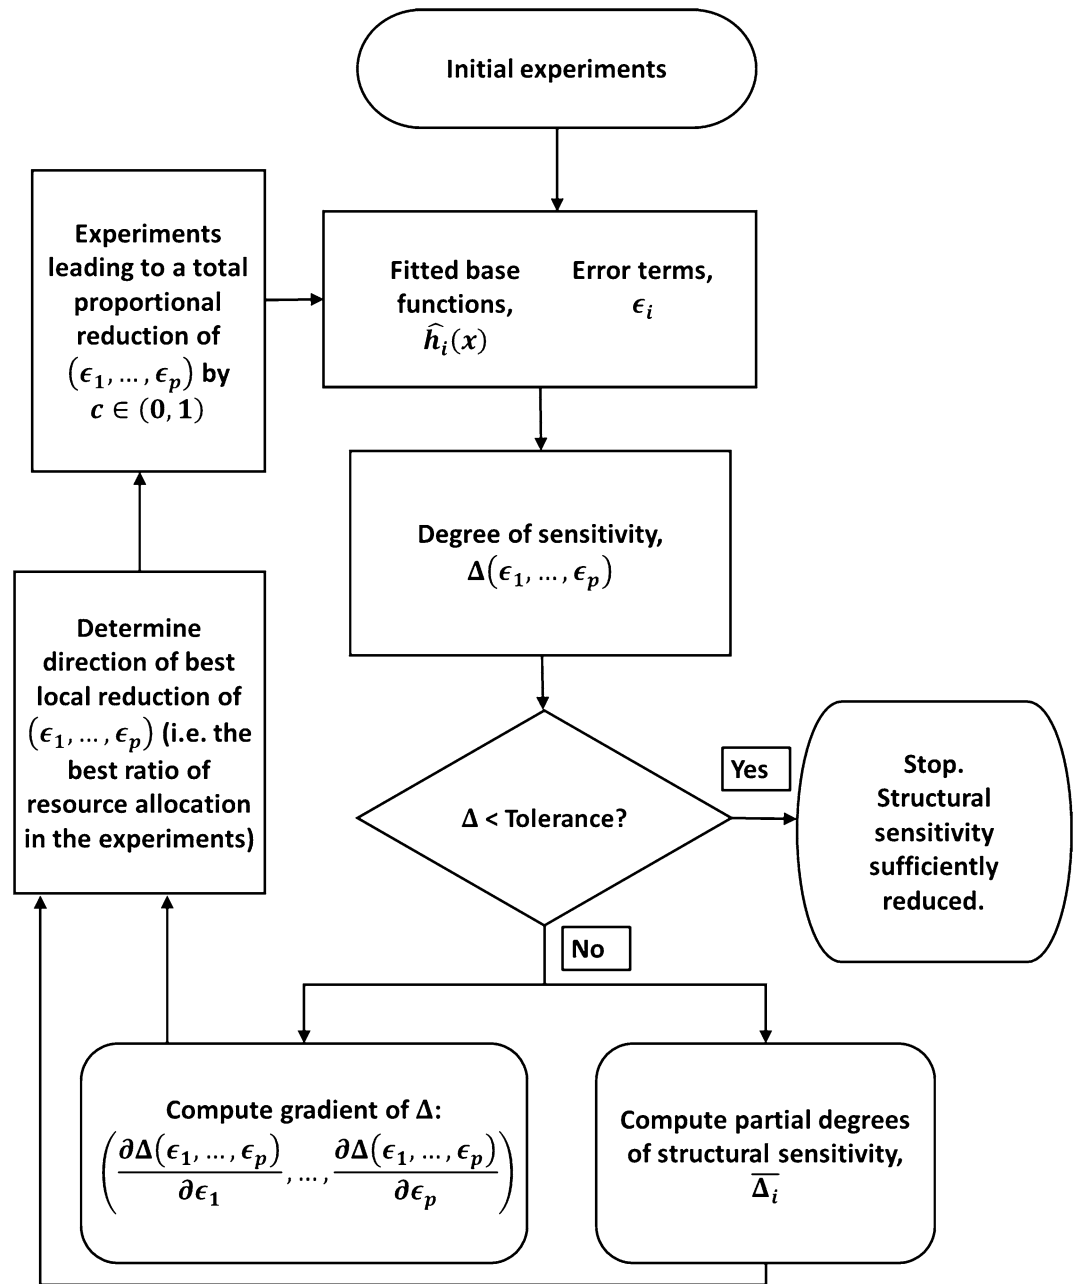 Initial experiments
Experiments
leading to a total
proportional
reduction of
(ϵ₁, …, ϵₚ) by
c ∈ (0, 1)
Fitted base
functions,
ĥᵢ(x)
Error terms,
ϵᵢ
Degree of sensitivity,
Δ(ϵ₁, …, ϵₚ)
Determine
direction of best
local reduction of
(ϵ₁, …, ϵₚ) (i.e. the
best ratio of
resource allocation
in the experiments)
Δ < Tolerance?
Yes
Stop.
Structural
sensitivity
sufficiently
reduced.
No
Compute gradient of Δ:
(∂Δ(ϵ₁, …, ϵₚ)/∂ϵ₁, …, ∂Δ(ϵ₁, …, ϵₚ)/∂ϵₚ)
Compute partial degrees
of structural sensitivity,
Δ̅ᵢ